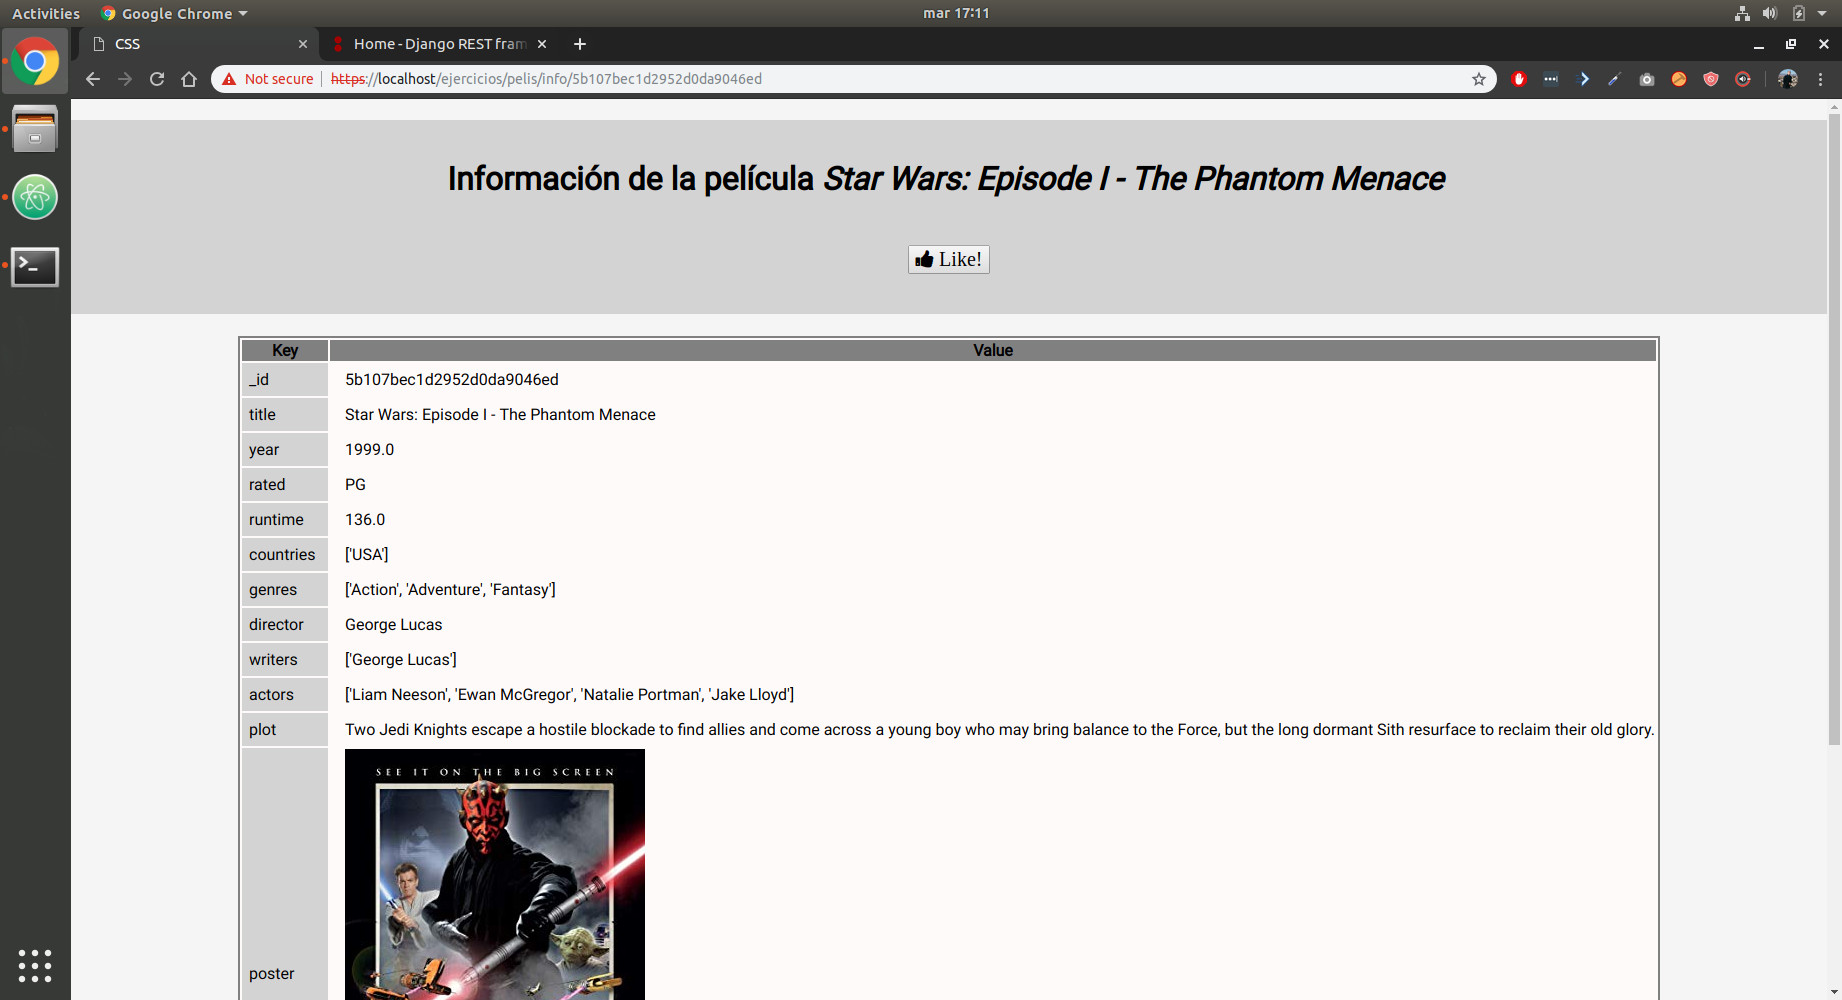 Activities Google Chrome mar 17:11
CSS Home - Django REST fram
Not secure https://localhost/ejercicios/pelis/info/5b107bec1d2952d0da9046ed
Información de la película Star Wars: Episode I - The Phantom Menace
Like!
Key Value
_id 5b107bec1d2952d0da9046ed
title Star Wars: Episode I - The Phantom Menace
year 1999.0
rated PG
runtime 136.0
countries ['USA']
genres ['Action', 'Adventure', 'Fantasy']
director George Lucas
writers ['George Lucas']
actors ['Liam Neeson', 'Ewan McGregor', 'Natalie Portman', 'Jake Lloyd']
plot Two Jedi Knights escape a hostile blockade to find allies and come across a young boy who may bring balance to the Force, but the long dormant Sith resurface to reclaim their old glory.
SEE IT ON THE BIG SCREEN
poster